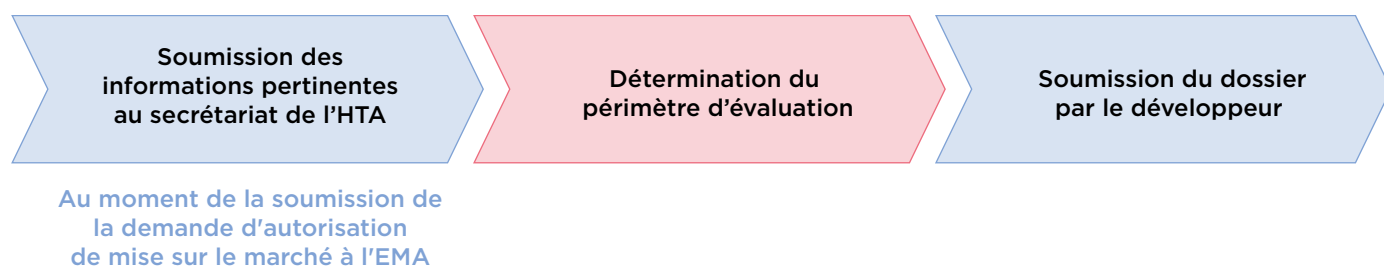 Soumission des
informations pertinentes
au secrétariat de l’HTA
Détermination du
périmètre d’évaluation
Soumission du dossier
par le développeur
Au moment de la soumission de
la demande d'autorisation
de mise sur le marché à l'EMA